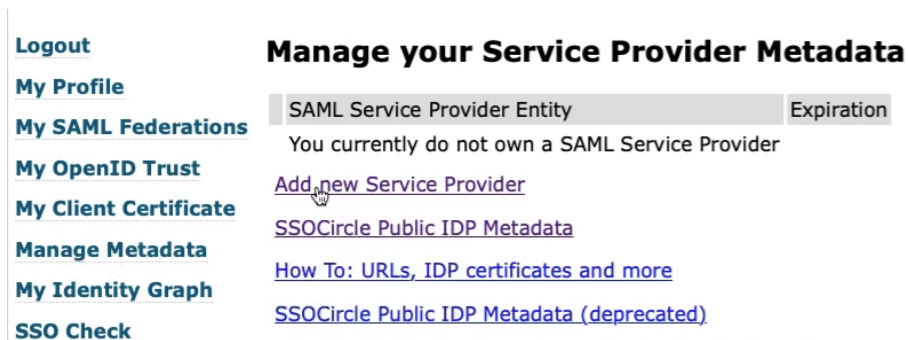 Logout
My Profile
My SAML Federations
My OpenID Trust
My Client Certificate
Manage Metadata
My Identity Graph
SSO Check
Manage your Service Provider Metadata
SAML Service Provider Entity Expiration
You currently do not own a SAML Service Provider
Add new Service Provider
SSOCircle Public IDP Metadata
How To: URLs, IDP certificates and more
SSOCircle Public IDP Metadata (deprecated)